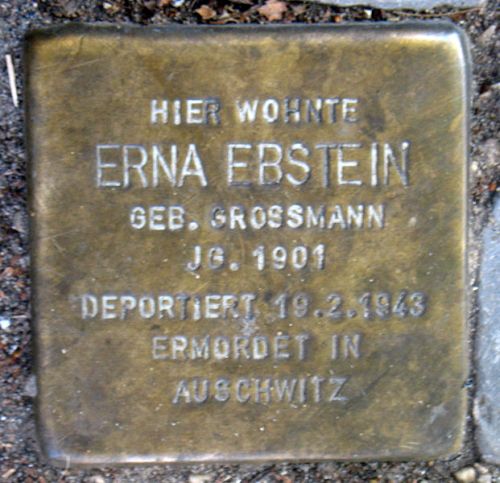 HIER WOHNTE
ERNA EBSTEIN
GEB. GROSSMANN
JG. 1901
DEPORTIERT 19.2.1943
ERMORDET IN
AUSCHWITZ